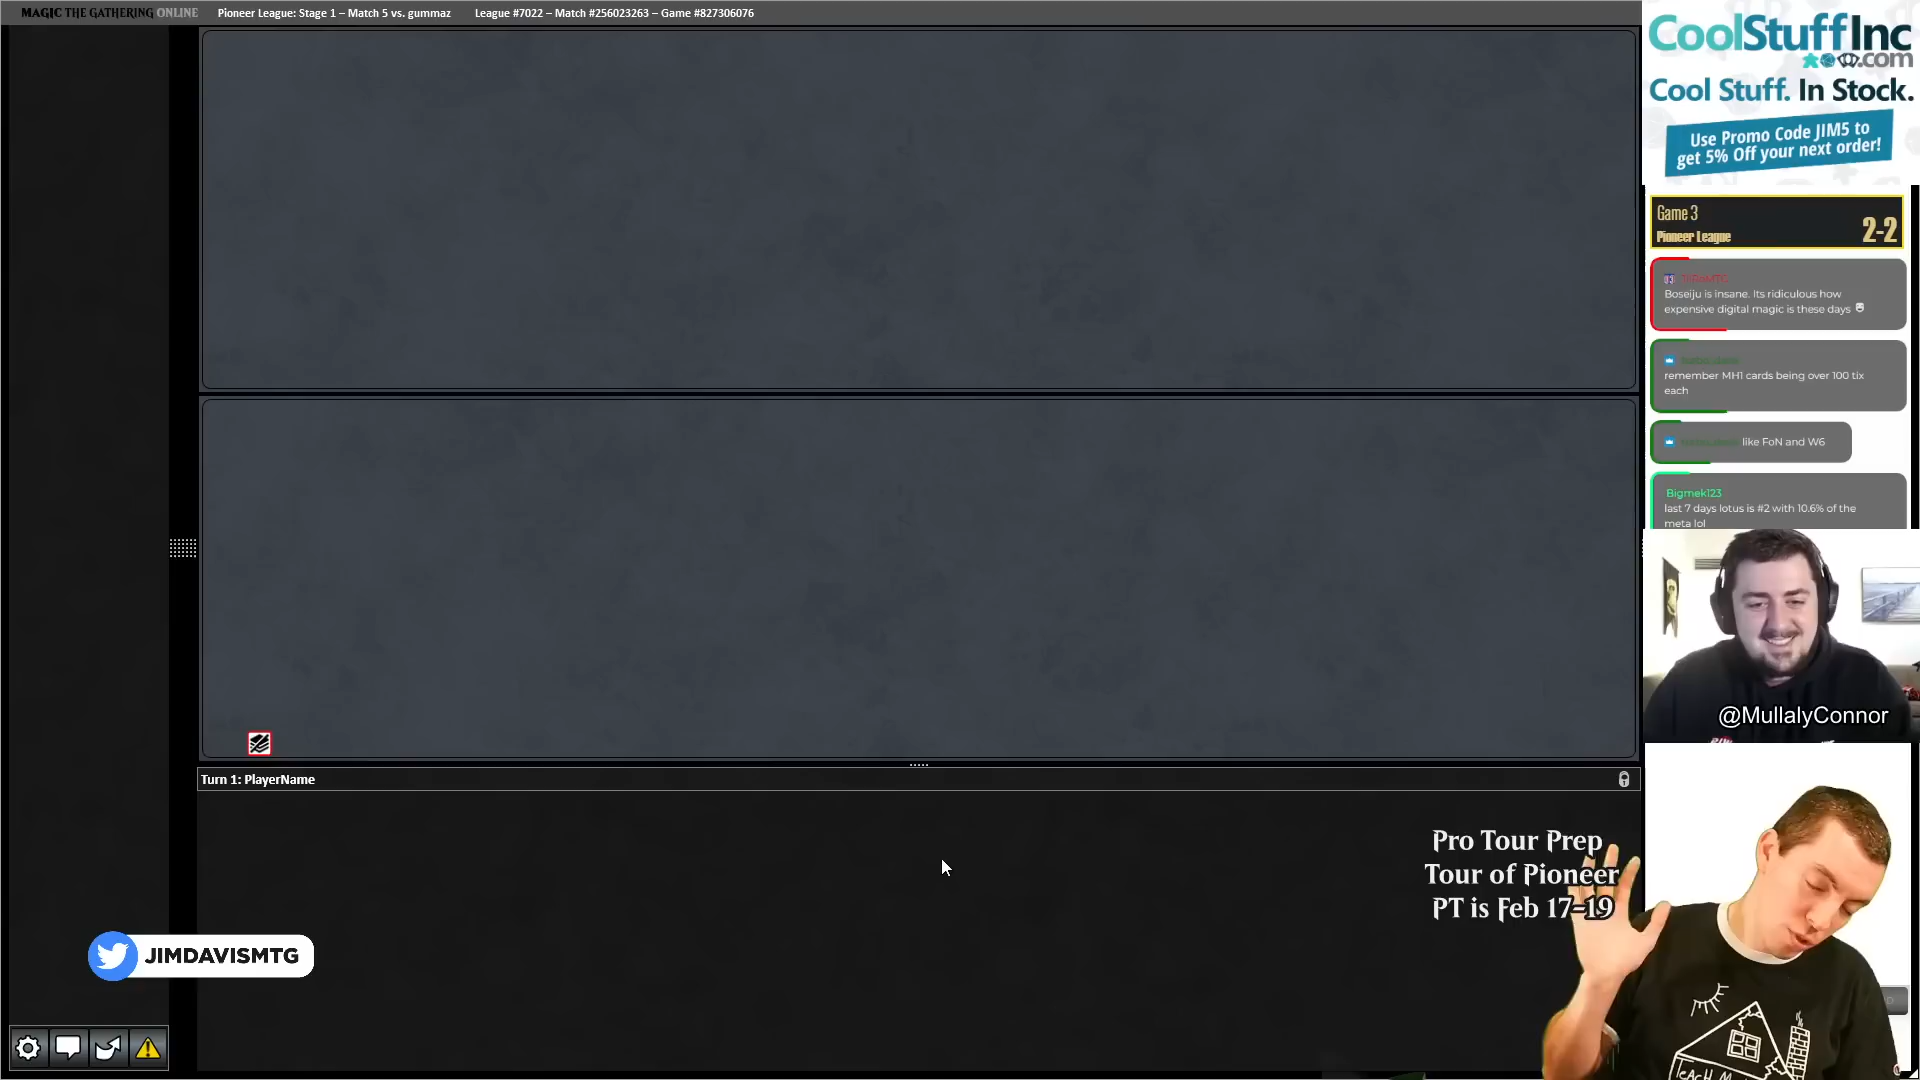 MAGIC THE GATHERING ONLINE
Pioneer League: Stage 1 – Match 5 vs. gummaz
League #7022 – Match #256023263 – Game #827306076
CoolStuffInc
.com
Cool Stuff. In Stock.
Use Promo Code JIM5 to
get 5% Off your next order!
Game 3
Pioneer League
2-2
Boseiju is insane. its ridiculous how
expensive digital magic is these days
remember MH1 cards being over 100 tix
each
like FoN and W6
Bigmek123
last 7 days lotus is #2 with 10.6% of the
meta lol
@MullalyConnor
Turn 1: PlayerName
Pro Tour Prep
Tour of Pioneer
PT is Feb 17-19
JIMDAVISMTG
TEACH M